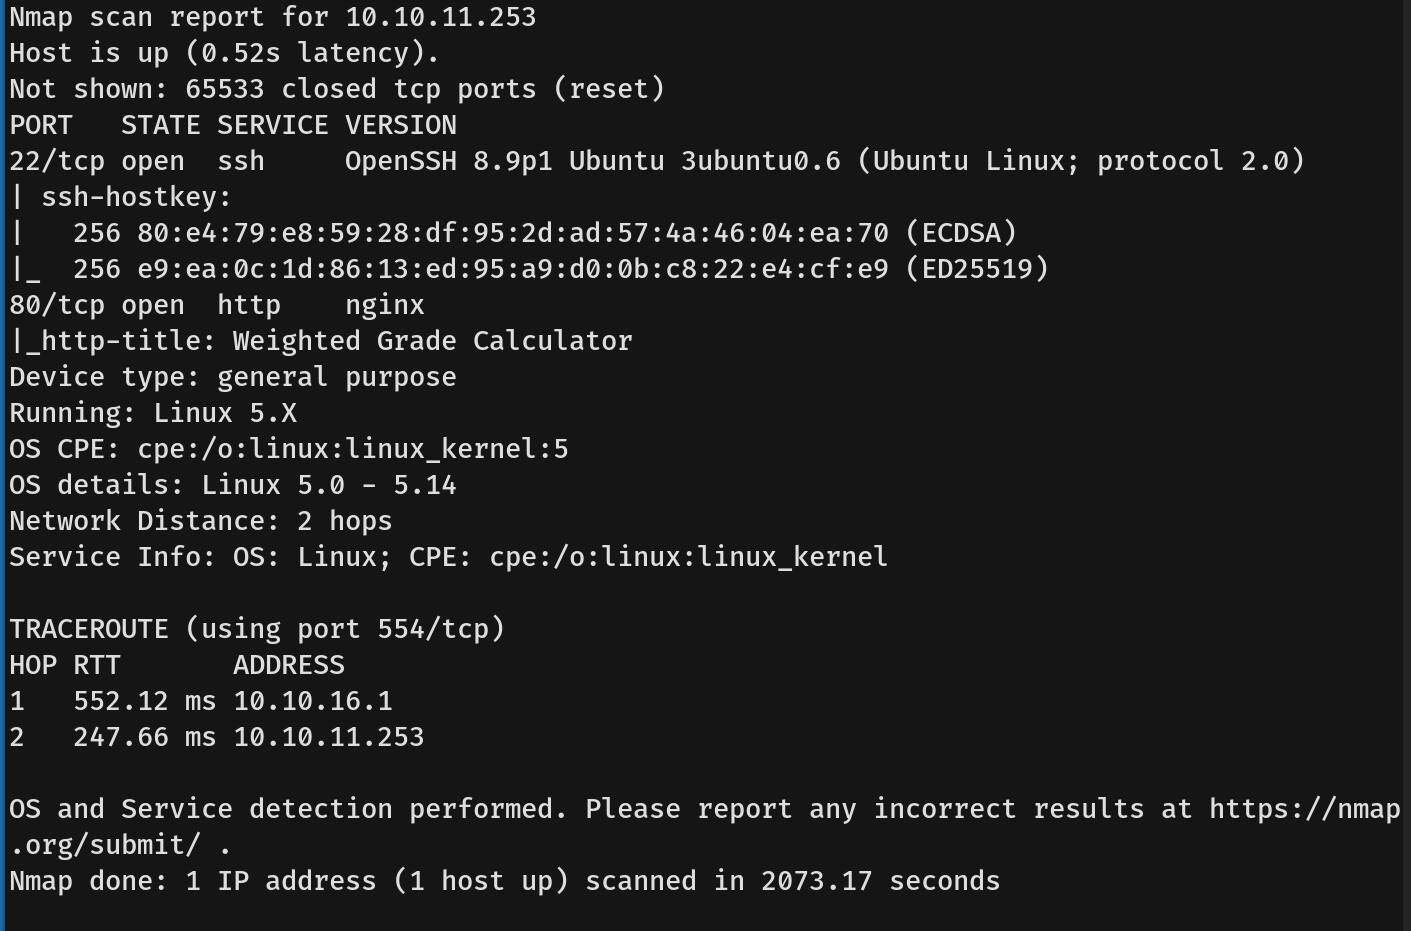 Nmap scan report for 10.10.11.253
Host is up (0.52s latency).
Not shown: 65533 closed tcp ports (reset)
PORT   STATE SERVICE VERSION
22/tcp open  ssh     OpenSSH 8.9p1 Ubuntu 3ubuntu0.6 (Ubuntu Linux; protocol 2.0)
| ssh-hostkey:
|   256 80:e4:79:e8:59:28:df:95:2d:ad:57:4a:46:04:ea:70 (ECDSA)
|_  256 e9:ea:0c:1d:86:13:ed:95:a9:d0:0b:c8:22:e4:cf:e9 (ED25519)
80/tcp open  http    nginx
|_http-title: Weighted Grade Calculator
Device type: general purpose
Running: Linux 5.X
OS CPE: cpe:/o:linux:linux_kernel:5
OS details: Linux 5.0 - 5.14
Network Distance: 2 hops
Service Info: OS: Linux; CPE: cpe:/o:linux:linux_kernel

TRACEROUTE (using port 554/tcp)
HOP RTT       ADDRESS
1   552.12 ms 10.10.16.1
2   247.66 ms 10.10.11.253

OS and Service detection performed. Please report any incorrect results at https://nmap
.org/submit/ .
Nmap done: 1 IP address (1 host up) scanned in 2073.17 seconds